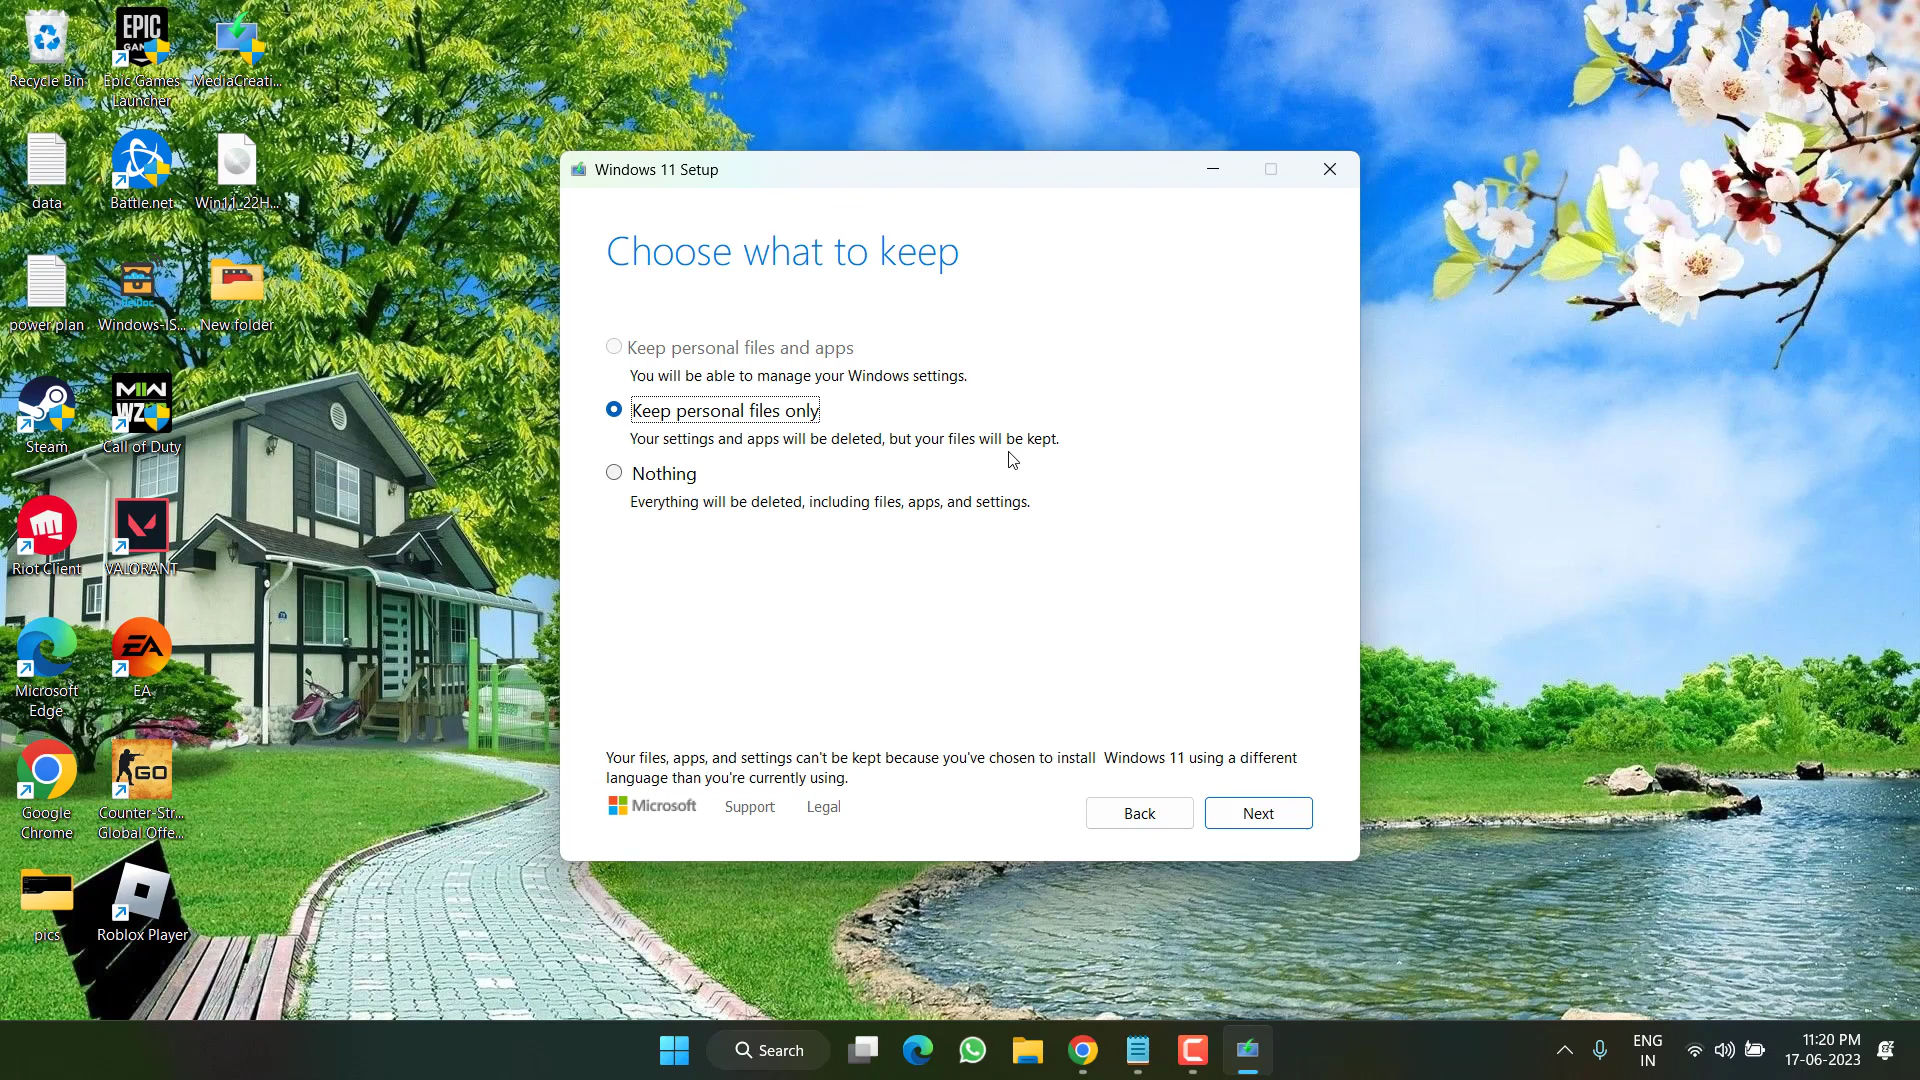 Recycle Bin
Epic Games
Launcher
MediaCreati...
data
Battle.net
Win11_22H...
power plan
Windows-IS...
New folder
Steam
Call of Duty
Riot Client
VALORANT
Microsoft
Edge
EA
Google
Chrome
Counter-Str...
Global Offe...
pics
Roblox Player
EPIC
MW
WZ
EA
GO
Windows 11 Setup
Choose what to keep
Keep personal files and apps
You will be able to manage your Windows settings.
Keep personal files only
Your settings and apps will be deleted, but your files will be kept.
Nothing
Everything will be deleted, including files, apps, and settings.
Your files, apps, and settings can't be kept because you've chosen to install  Windows 11 using a different
language than you're currently using.
Microsoft
Support
Legal
Back
Next
Search
ENG
IN
11:20 PM
17-06-2023